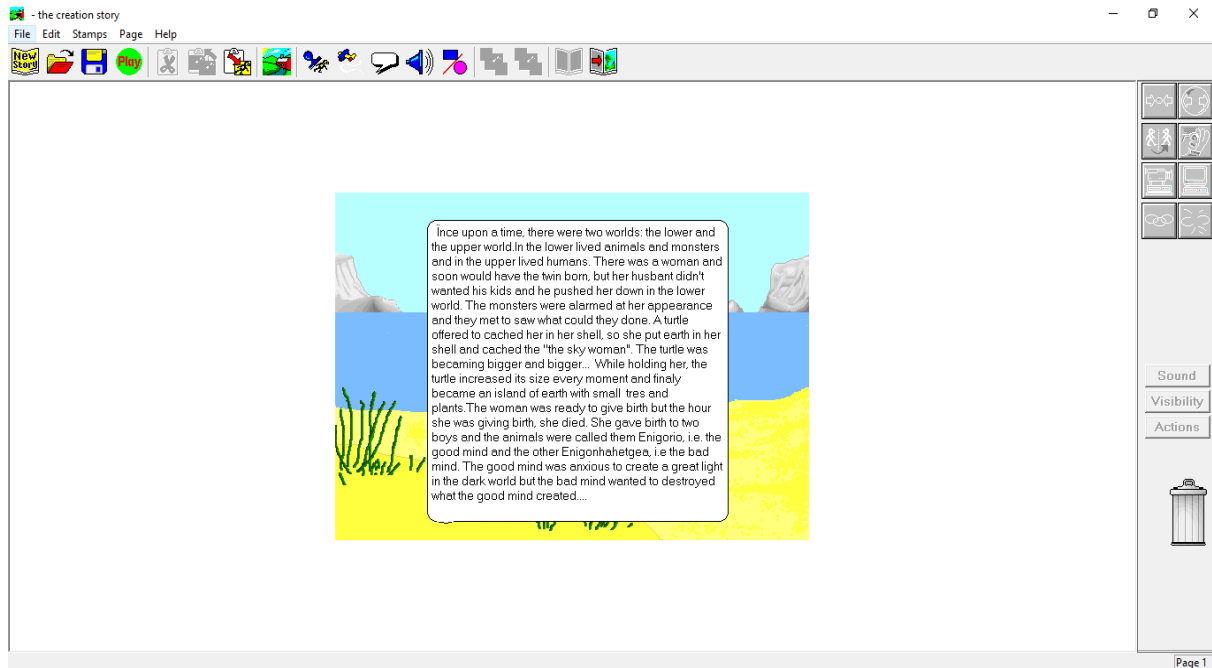 - the creation story
File Edit Stamps Page Help
New Story Play
Ïnce upon a time, there were two worlds: the lower and
the upper world.In the lower lived animals and monsters
and in the upper lived humans. There was a woman and
soon would have the twin born, but her husbant didn't
wanted his kids and he pushed her down in the lower
world. The monsters were alarmed at her appearance
and they met to saw what could they done. A turtle
offered to cached her in her shell, so she put earth in her
shell and cached the "the sky woman". The turtle was
becaming bigger and bigger... While holding her, the
turtle increased its size every moment and finaly
became an island of earth with small tres and
plants.The woman was ready to give birth but the hour
she was giving birth, she died. She gave birth to two
boys and the animals were called them Enigorio, i.e. the
good mind and the other Enigonhahetgea, i.e the bad
mind. The good mind was anxious to create a great light
in the dark world but the bad mind wanted to destroyed
what the good mind created....
Sound
Visibility
Actions
Page 1